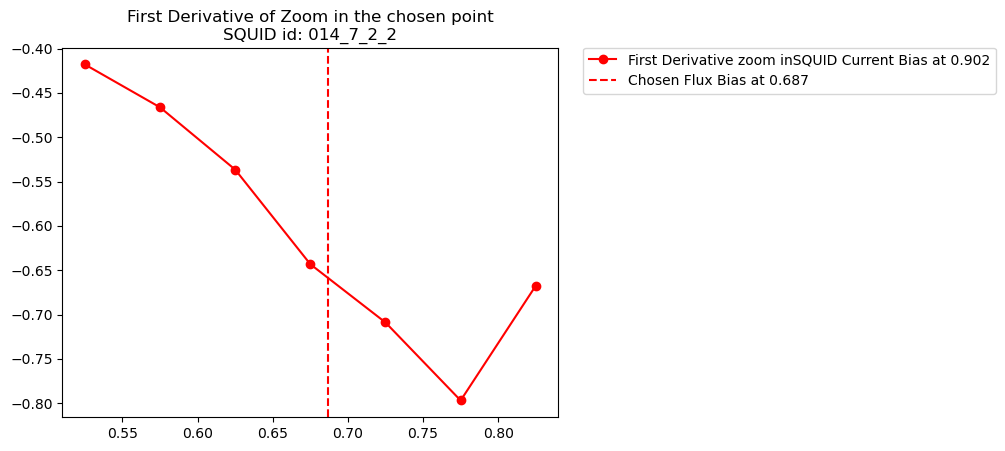 First Derivative of Zoom in the chosen point
SQUID id: 014_7_2_2
−0.40
−0.45
−0.50
−0.55
−0.60
−0.65
−0.70
−0.75
−0.80
0.55 0.60 0.65 0.70 0.75 0.80
First Derivative zoom inSQUID Current Bias at 0.902
Chosen Flux Bias at 0.687